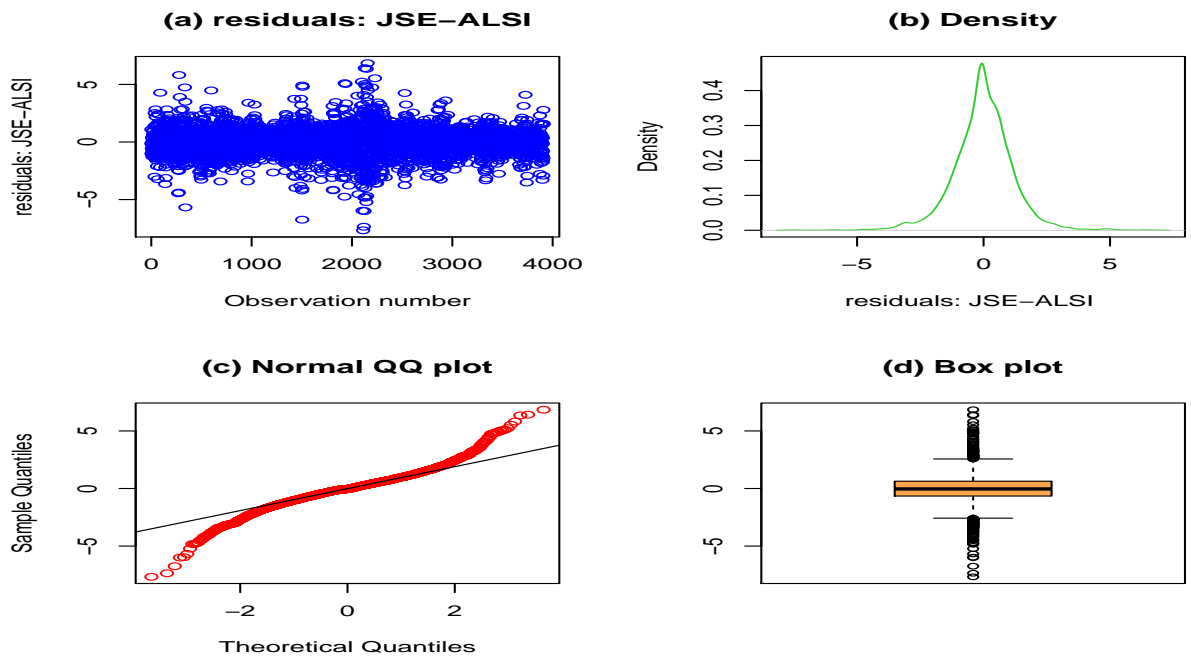 (a) residuals: JSE−ALSI
residuals: JSE−ALSI
5
0
−5
0 1000 2000 3000 4000
Observation number
(b) Density
Density
0.4
0.3
0.2
0.1
0.0
−5 0 5
residuals: JSE−ALSI
(c) Normal QQ plot
Sample Quantiles
5
0
−5
−2 0 2
Theoretical Quantiles
(d) Box plot
5
0
−5